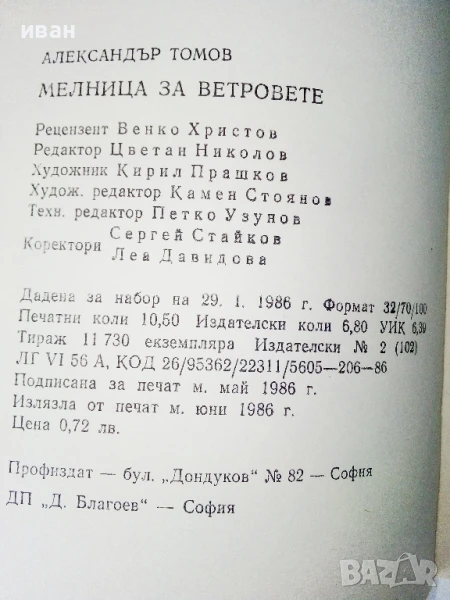 иван
АЛЕКСАНДЪР ТОМОВ
МЕЛНИЦА ЗА ВЕТРОВЕТЕ
Рецензент Венко Христов
Редактор Цветан Николов
Художник Кирил Прашков
Худож. редактор Камен Стоянов
Техн. редактор Петко Узунов
Коректори Сергей Стайков
Леа Давидова
Дадена за набор на 29. I. 1986 г. Формат 32/70/100
Печатни коли 10,50 Издателски коли 6,80 УИК 6,39
Тираж 11 730 екземпляра Издателски № 2 (102)
ЛГ VI 56 А, КОД 26/95362/22311/5605—206—86
Подписана за печат м. май 1986 г.
Излязла от печат м. юни 1986 г.
Цена 0,72 лв.
Профиздат — бул. „Дондуков“ № 82 — София
ДП „Д. Благоев“ — София
BAZAR